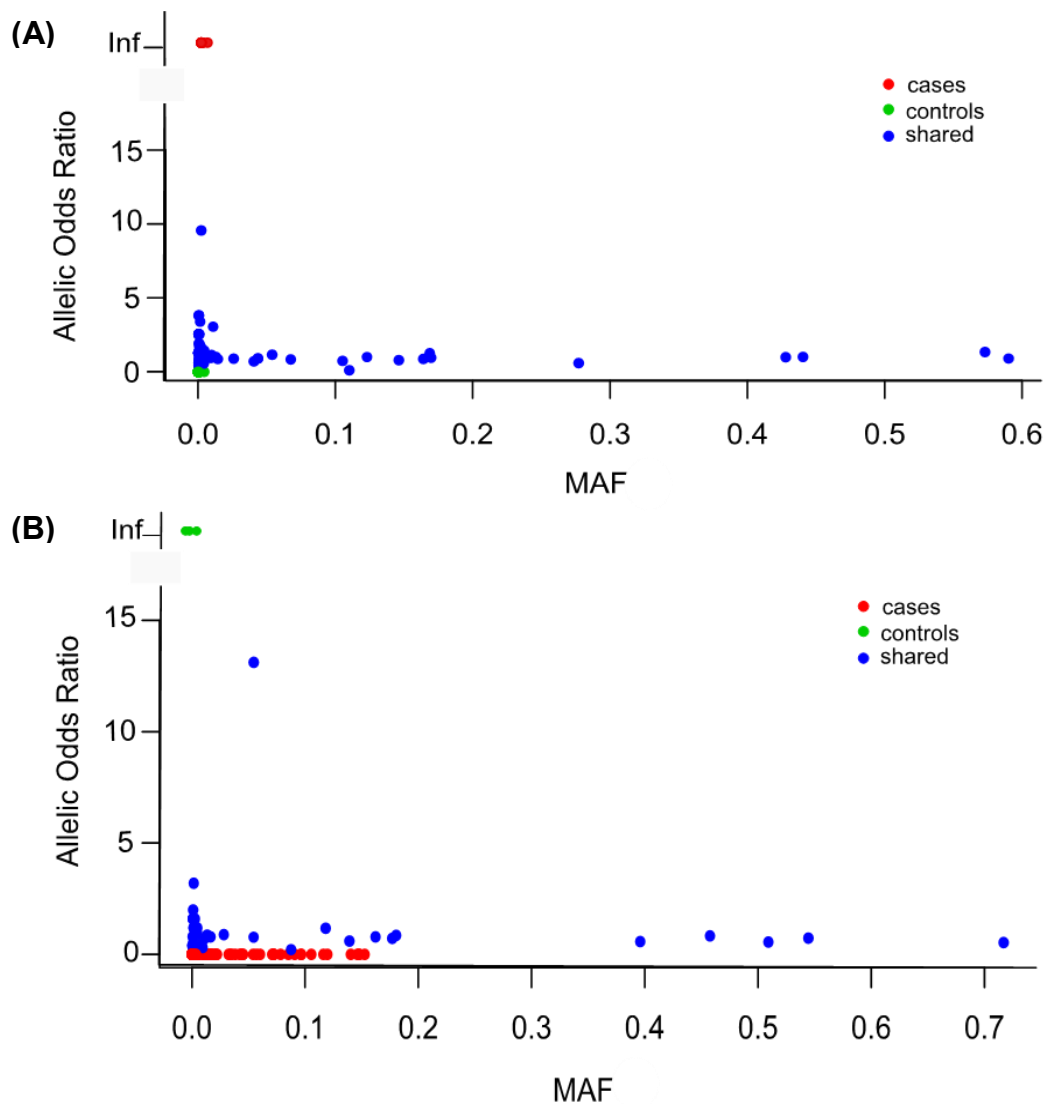 (A)
Inf
cases
controls
shared
Allelic Odds Ratio
15
10
5
0
0.0 0.1 0.2 0.3 0.4 0.5 0.6
MAF
(B)
Inf
cases
controls
shared
Allelic Odds Ratio
15
10
5
0
0.0 0.1 0.2 0.3 0.4 0.5 0.6 0.7
MAF